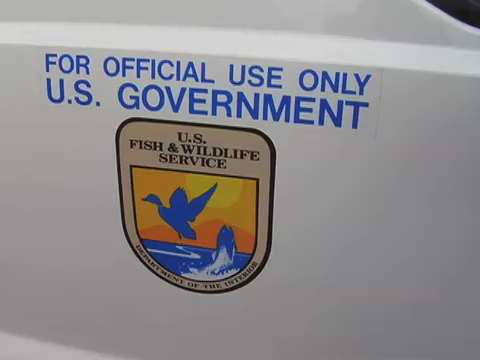 FOR OFFICIAL USE ONLY
U.S. GOVERNMENT
U.S.
FISH & WILDLIFE
SERVICE
DEPARTMENT OF THE INTERIOR